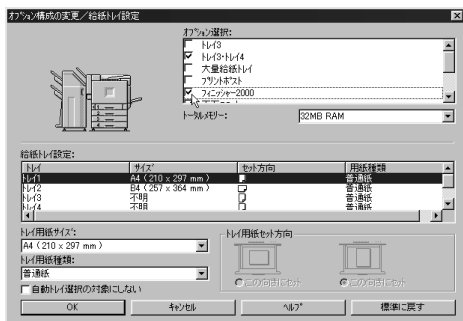 オプション構成の変更／給紙トレイ設定
オプション選択:
トレイ3
トレイ3・トレイ4
大量給紙トレイ
プリントポスト
フィニッシャー2000
トータルメモリー:
32MB RAM
給紙トレイ設定:
トレイ サイズ セット方向 用紙種類
トレイ1 A4 ( 210 x 297 mm ) 普通紙
トレイ2 B4 ( 257 x 364 mm ) 普通紙
トレイ3 不明 普通紙
トレイ4 不明 普通紙
トレイ用紙サイズ:
A4 ( 210 x 297 mm )
トレイ用紙種類:
普通紙
自動トレイ選択の対象にしない
トレイ用紙セット方向
この向きにセット
この向きにセット
OK
キャンセル
ヘルプ
標準に戻す